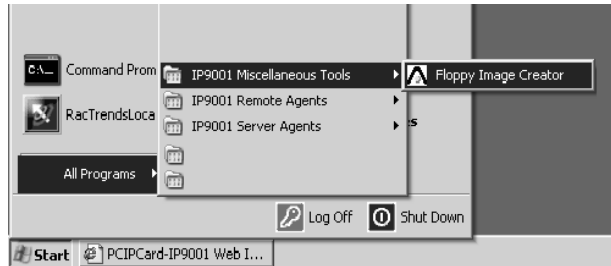 C:\_
Command Prom
IP9001 Miscellaneous Tools
Floppy Image Creator
RacTrendsLoca
IP9001 Remote Agents
IP9001 Server Agents
s
All Programs
Log Off
Shut Down
Start
PCIPCard-IP9001 Web I...